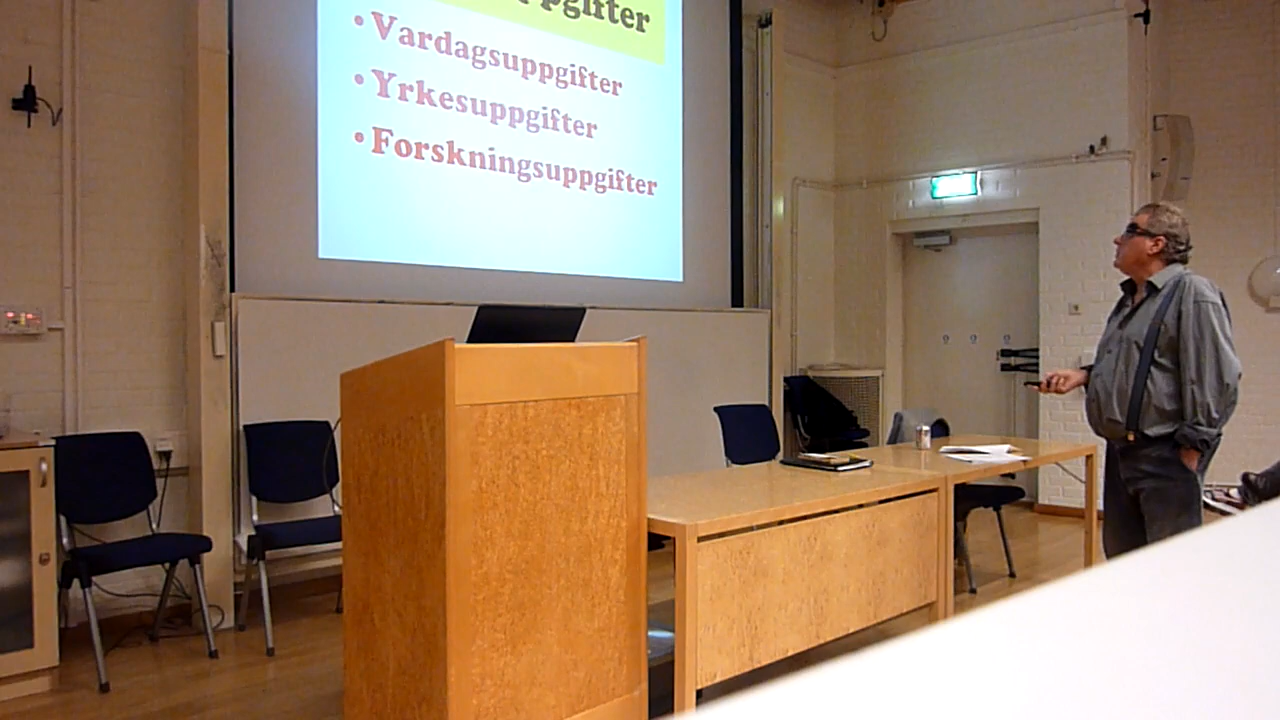 • Vardagsuppgifter
• Yrkesuppgifter
• Forskningsuppgifter